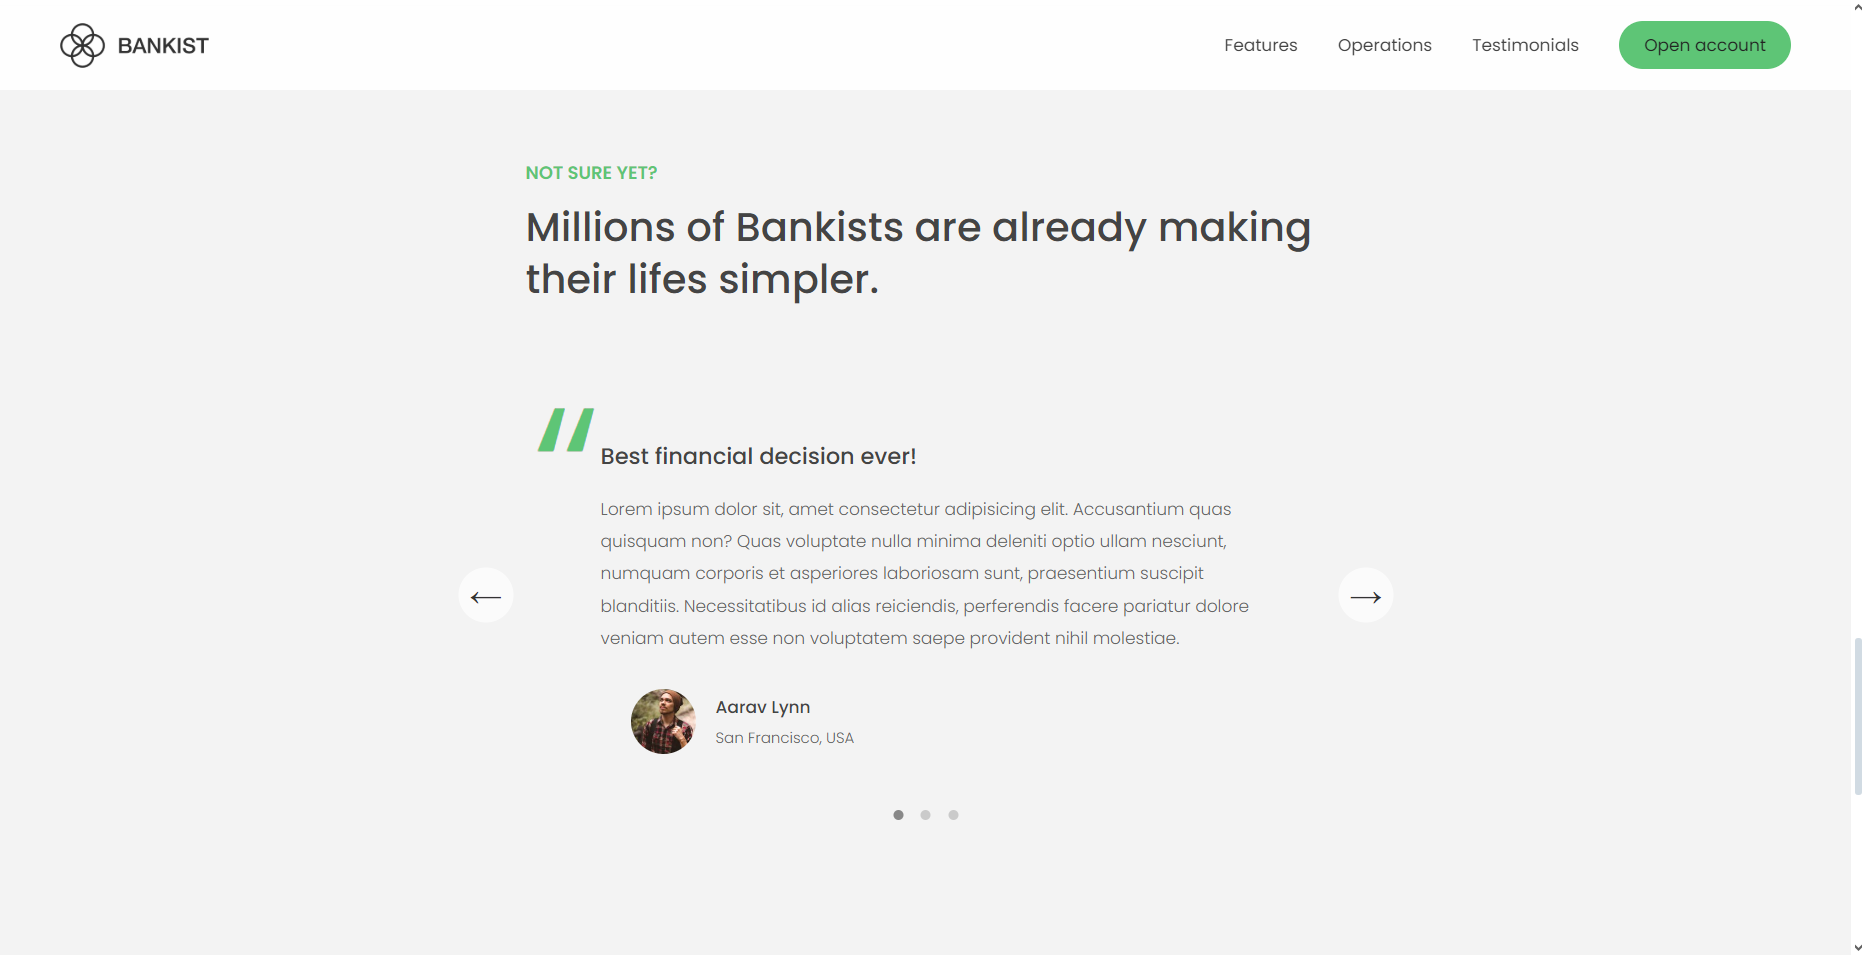 BANKIST
Features
Operations
Testimonials
Open account
NOT SURE YET?
Millions of Bankists are already making
their lifes simpler.
“
Best financial decision ever!
Lorem ipsum dolor sit, amet consectetur adipisicing elit. Accusantium quas
quisquam non? Quas voluptate nulla minima deleniti optio ullam nesciunt,
numquam corporis et asperiores laboriosam sunt, praesentium suscipit
blanditiis. Necessitatibus id alias reiciendis, perferendis facere pariatur dolore
veniam autem esse non voluptatem saepe provident nihil molestiae.
←
→
Aarav Lynn
San Francisco, USA